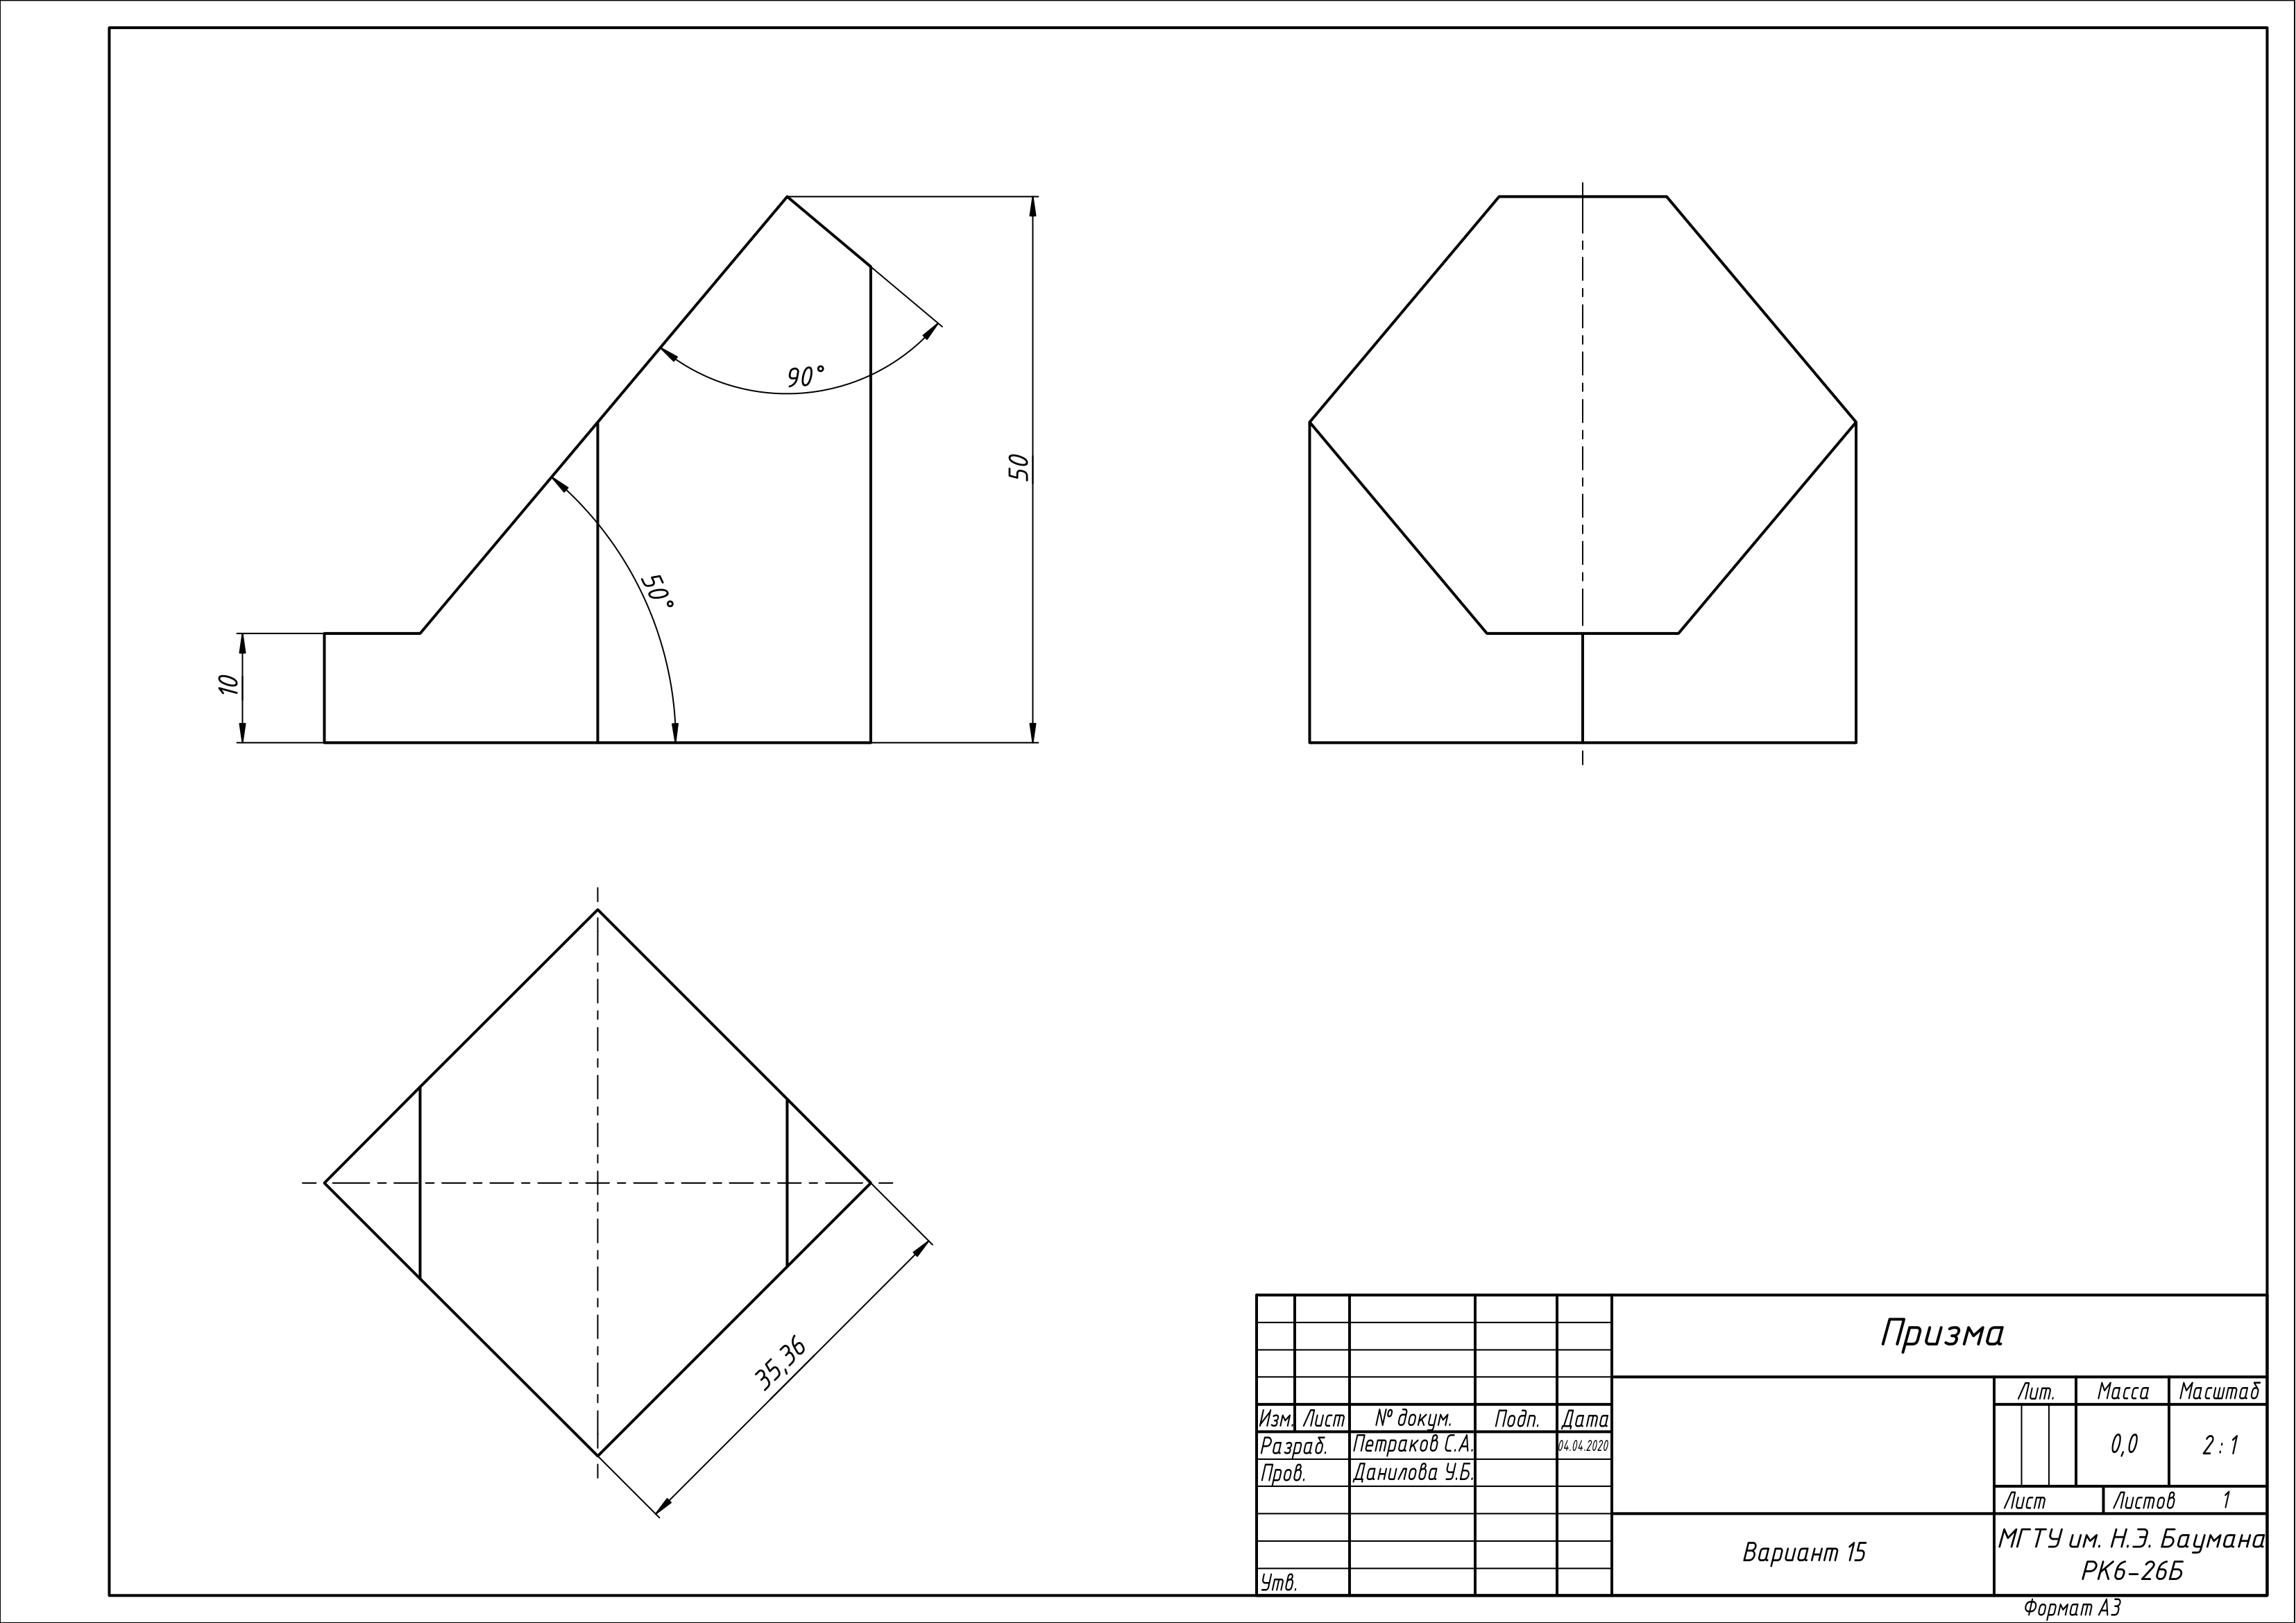 90°
50
50°
10
35,36
Призма
Лит. Масса Масштаб
Изм. Лист № докум. Подп. Дата
Разраб. Петраков С.А. 04.04.2020
0,0 2 : 1
Пров. Данилова У.Б.
Лист Листов 1
Вариант 15
МГТУ им. Н.Э. Баумана
РК6-26Б
Утв.
Формат А3